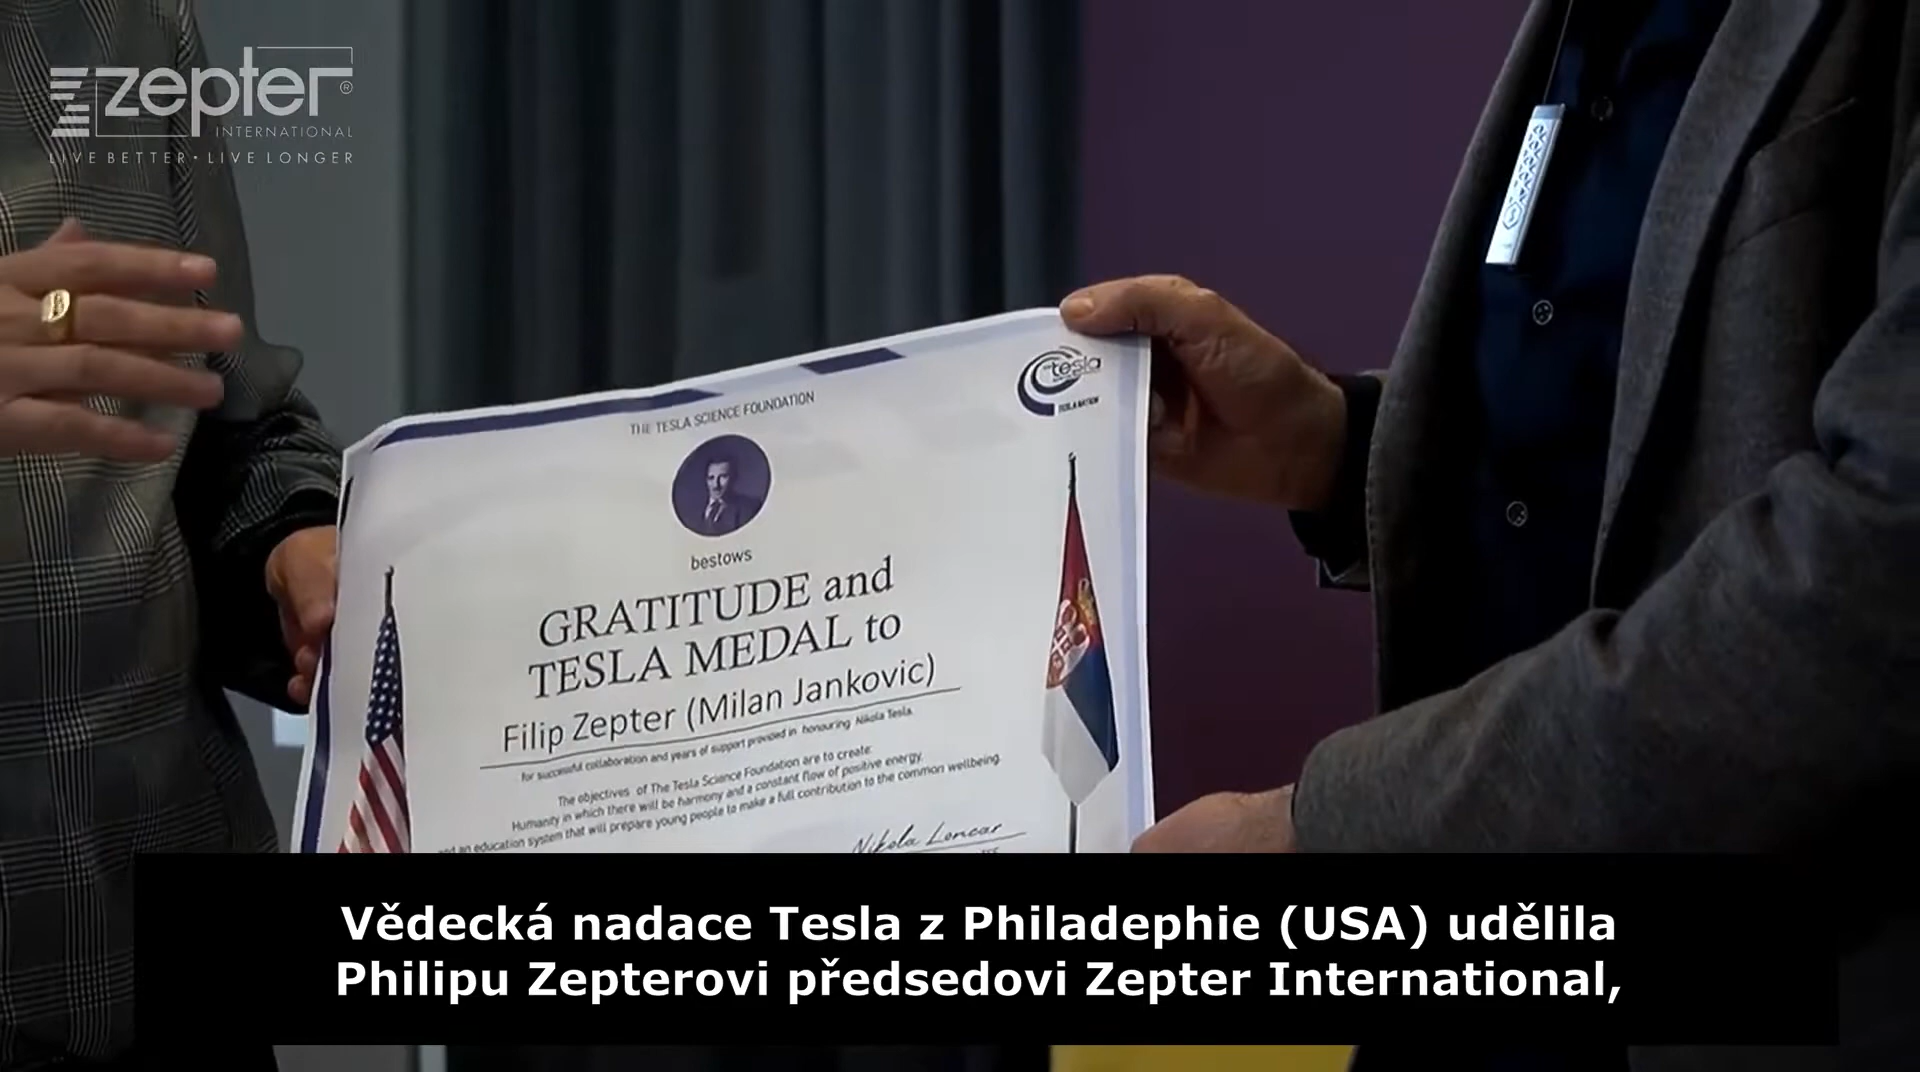 zepter®
INTERNATIONAL
LIVE BETTER • LIVE LONGER
THE TESLA SCIENCE FOUNDATION
tesla
TESLA NATION
bestows
GRATITUDE and
TESLA MEDAL to
Filip Zepter (Milan Jankovic)
for successful collaboration and years of support provided in honouring Nikola Tesla.
The objectives of The Tesla Science Foundation are to create:
Humanity in which there will be harmony and a constant flow of positive energy.
and an education system that will prepare young people to make a full contribution to the common wellbeing.
Nikola Loncar
Vědecká nadace Tesla z Philadephie (USA) udělila
Philipu Zepterovi předsedovi Zepter International,